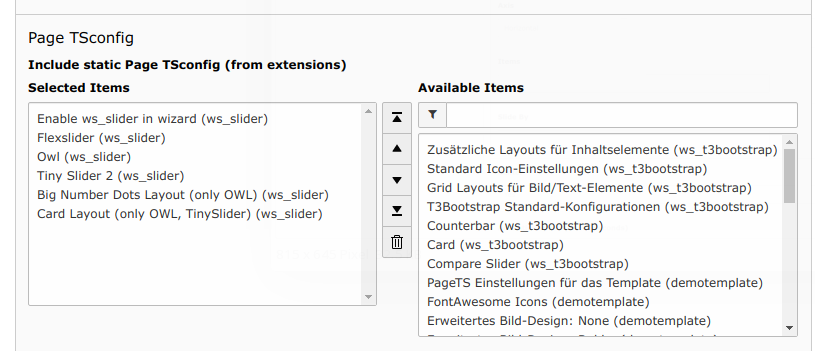 Page TSconfig
Include static Page TSconfig (from extensions)
Selected Items
Available Items
Enable ws_slider in wizard (ws_slider)
Flexslider (ws_slider)
Owl (ws_slider)
Tiny Slider 2 (ws_slider)
Big Number Dots Layout (only OWL) (ws_slider)
Card Layout (only OWL, TinySlider) (ws_slider)
Zusätzliche Layouts für Inhaltselemente (ws_t3bootstrap)
Standard Icon-Einstellungen (ws_t3bootstrap)
Grid Layouts für Bild/Text-Elemente (ws_t3bootstrap)
T3Bootstrap Standard-Konfigurationen (ws_t3bootstrap)
Counterbar (ws_t3bootstrap)
Card (ws_t3bootstrap)
Compare Slider (ws_t3bootstrap)
PageTS Einstellungen für das Template (demotemplate)
FontAwesome Icons (demotemplate)
Erweitertes Bild-Design: None (demotemplate)